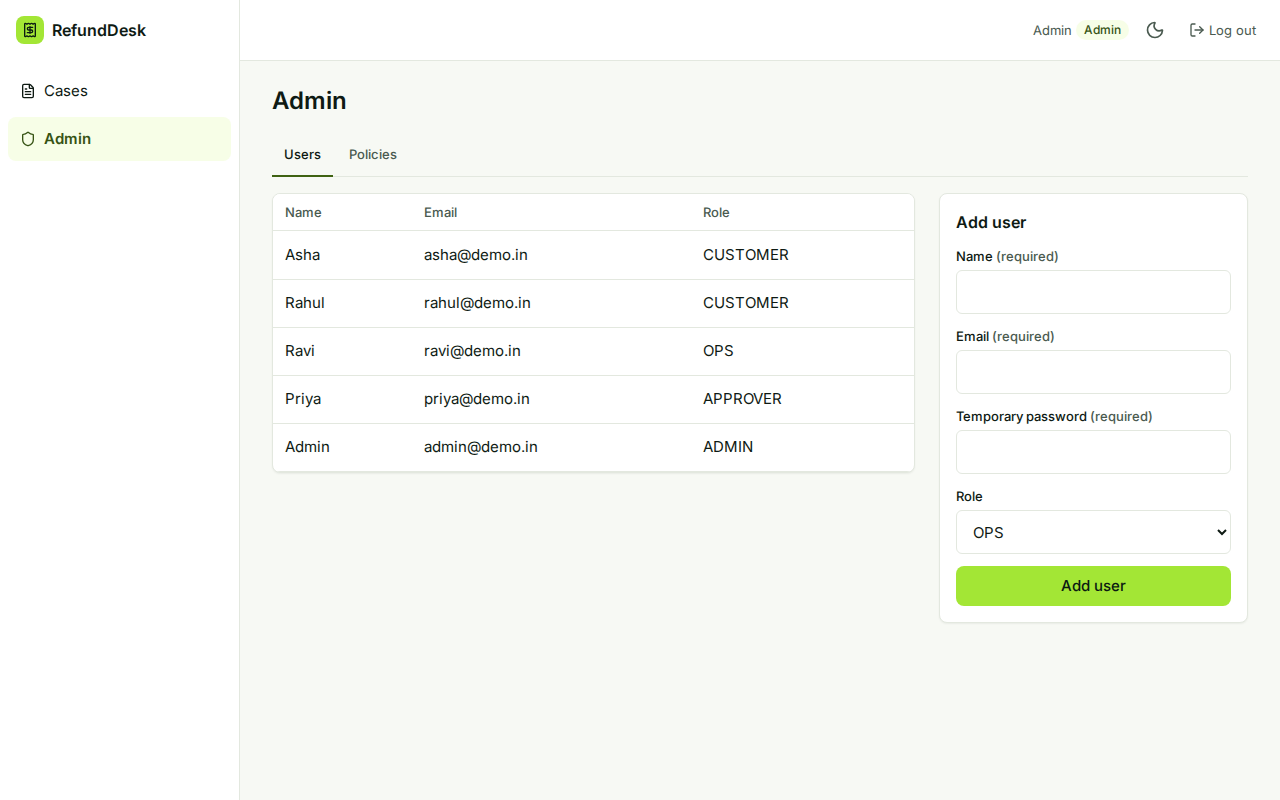 RefundDesk
Admin Admin Log out
Cases
Admin
Admin
Users Policies
Name Email Role
Asha asha@demo.in CUSTOMER
Rahul rahul@demo.in CUSTOMER
Ravi ravi@demo.in OPS
Priya priya@demo.in APPROVER
Admin admin@demo.in ADMIN
Add user
Name (required)
Email (required)
Temporary password (required)
Role
OPS
Add user